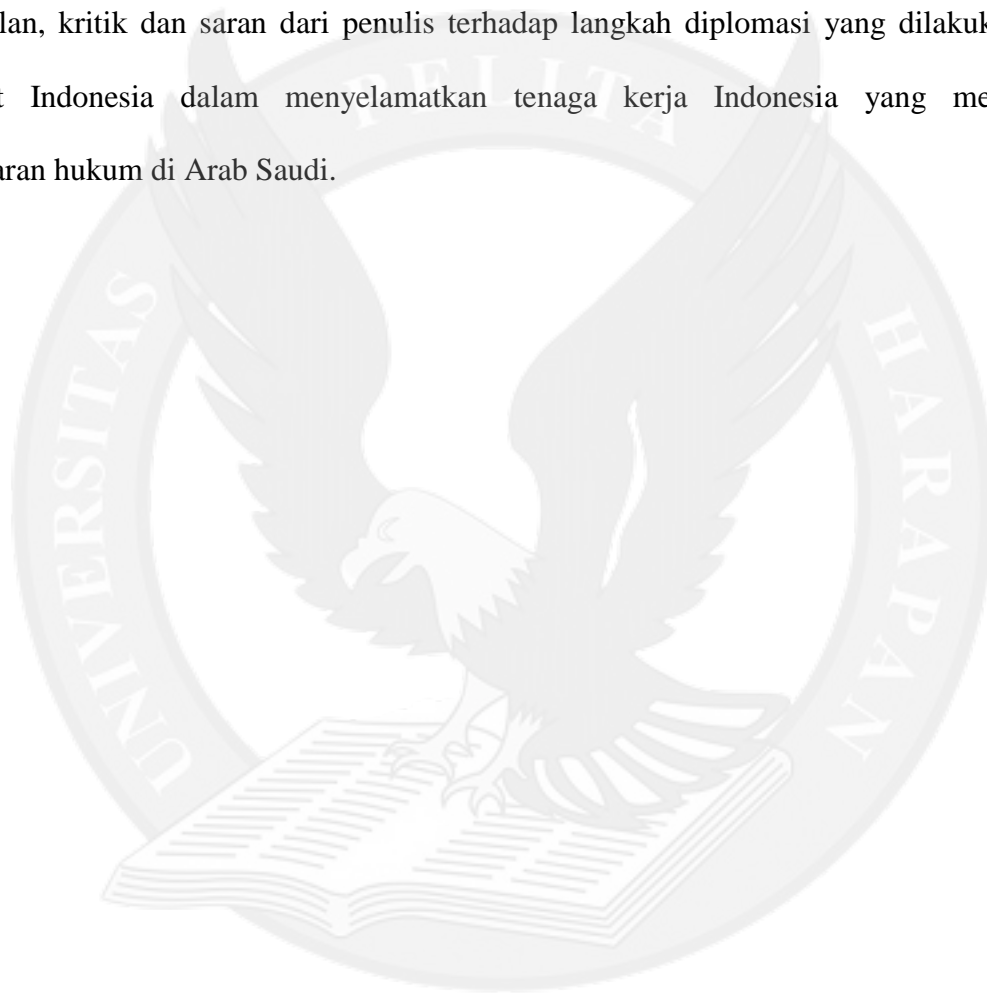 lan, kritik dan saran dari penulis terhadap langkah diplomasi yang dilakuk
t Indonesia dalam menyelamatkan tenaga kerja Indonesia yang me
aran hukum di Arab Saudi.
UNIVERSITAS PELITA HARAPAN